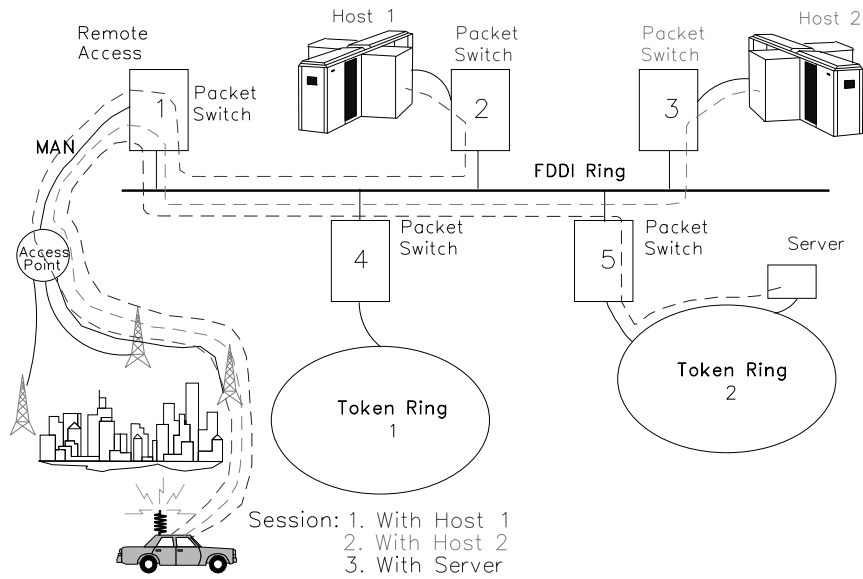 Remote
Access
Host 1
Packet
Switch
Packet
Switch
Host 2
1
Packet
Switch
2
3
MAN
FDDI Ring
Access
Point
4
Packet
Switch
5
Packet
Switch
Server
Token Ring
1
Token Ring
2
Session: 1. With Host 1
2. With Host 2
3. With Server